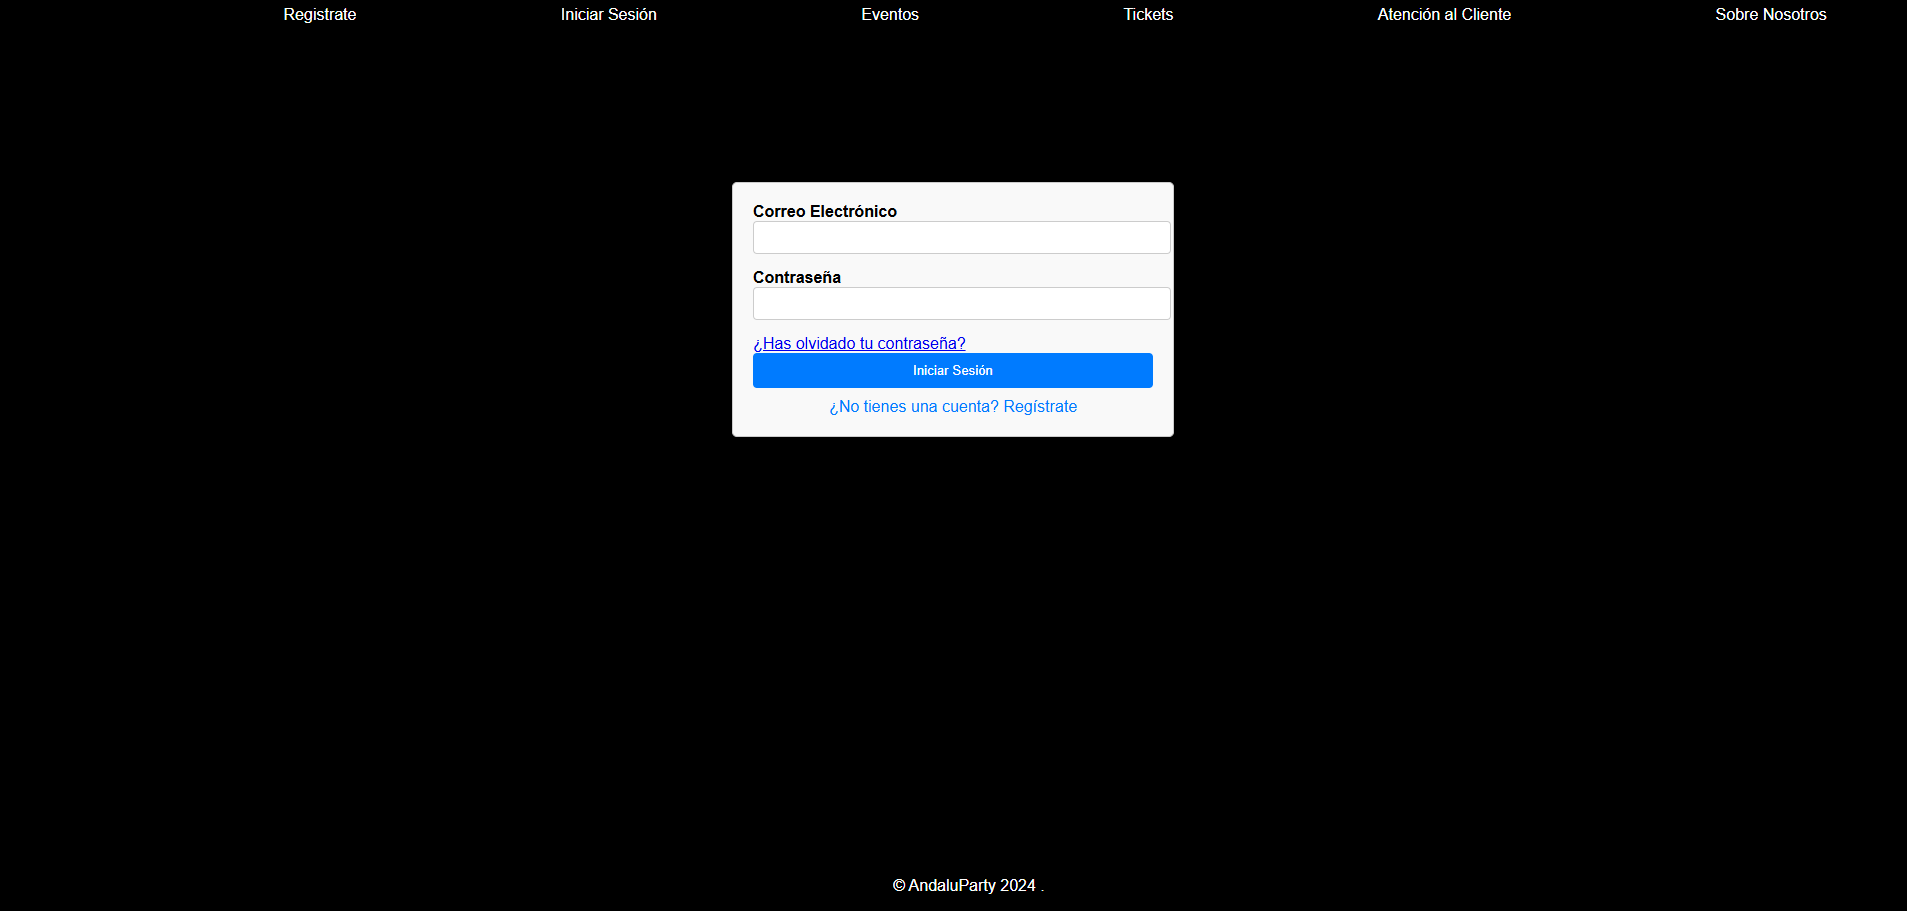 Registrate Iniciar Sesión Eventos Tickets Atención al Cliente Sobre Nosotros
Correo Electrónico
Contraseña
¿Has olvidado tu contraseña?
Iniciar Sesión
¿No tienes una cuenta? Regístrate
© AndaluParty 2024 .